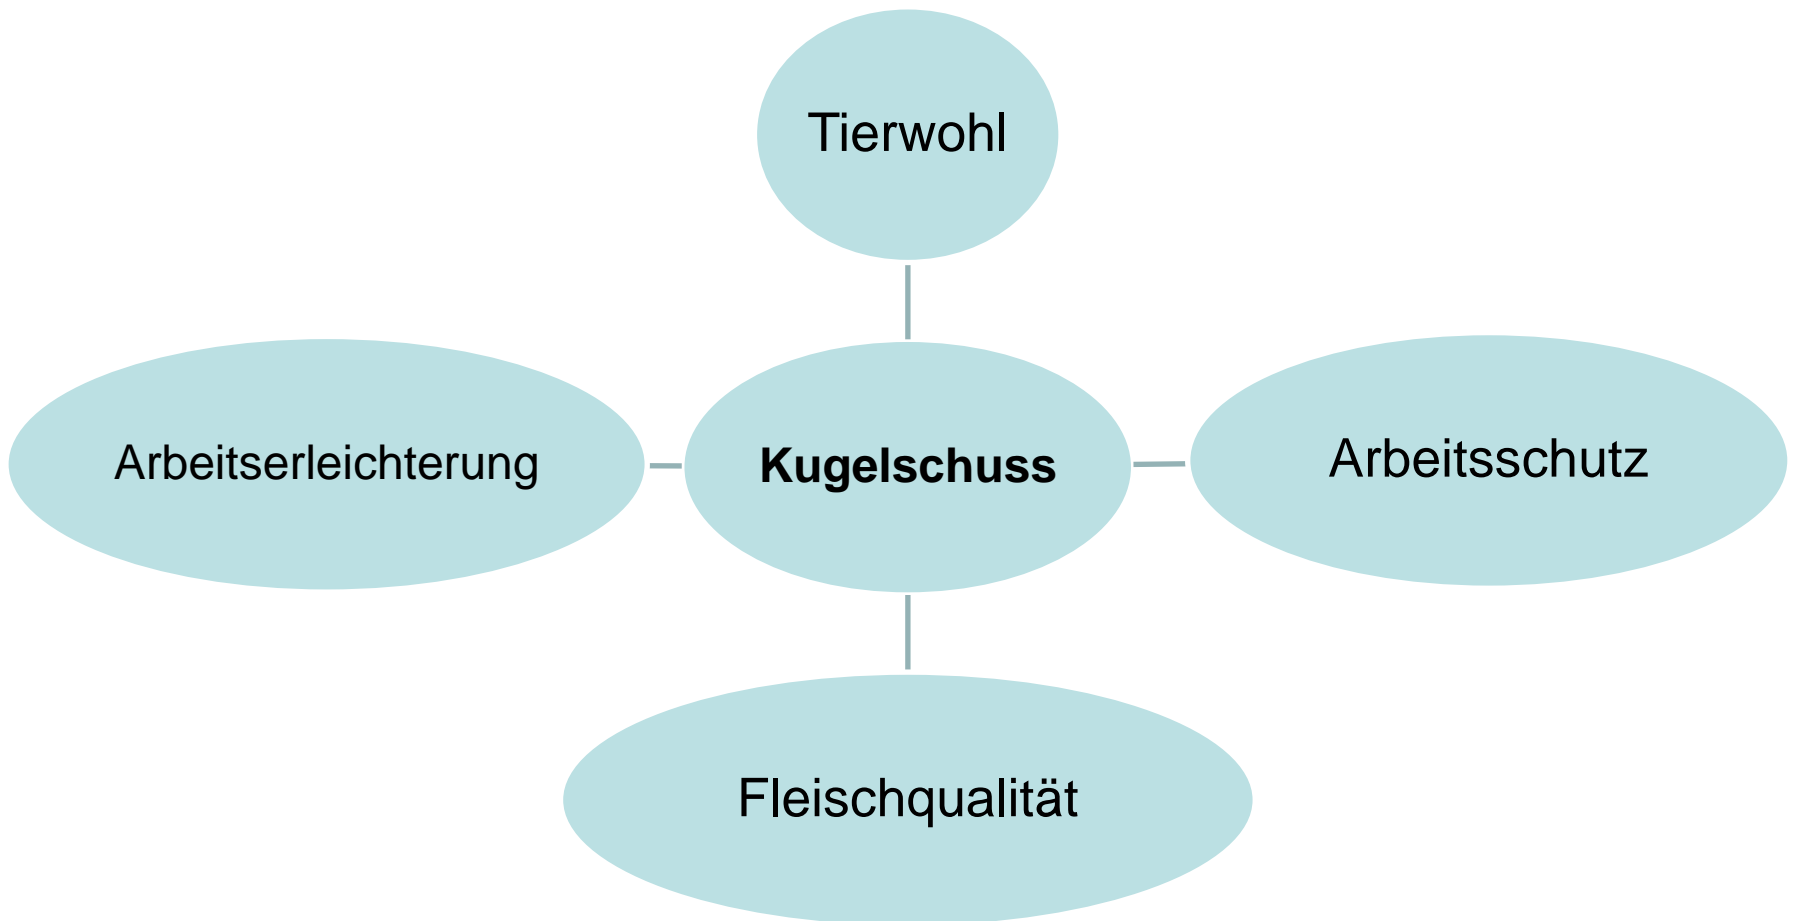 Tierwohl
Arbeitserleichterung
Kugelschuss
Arbeitsschutz
Fleischqualität